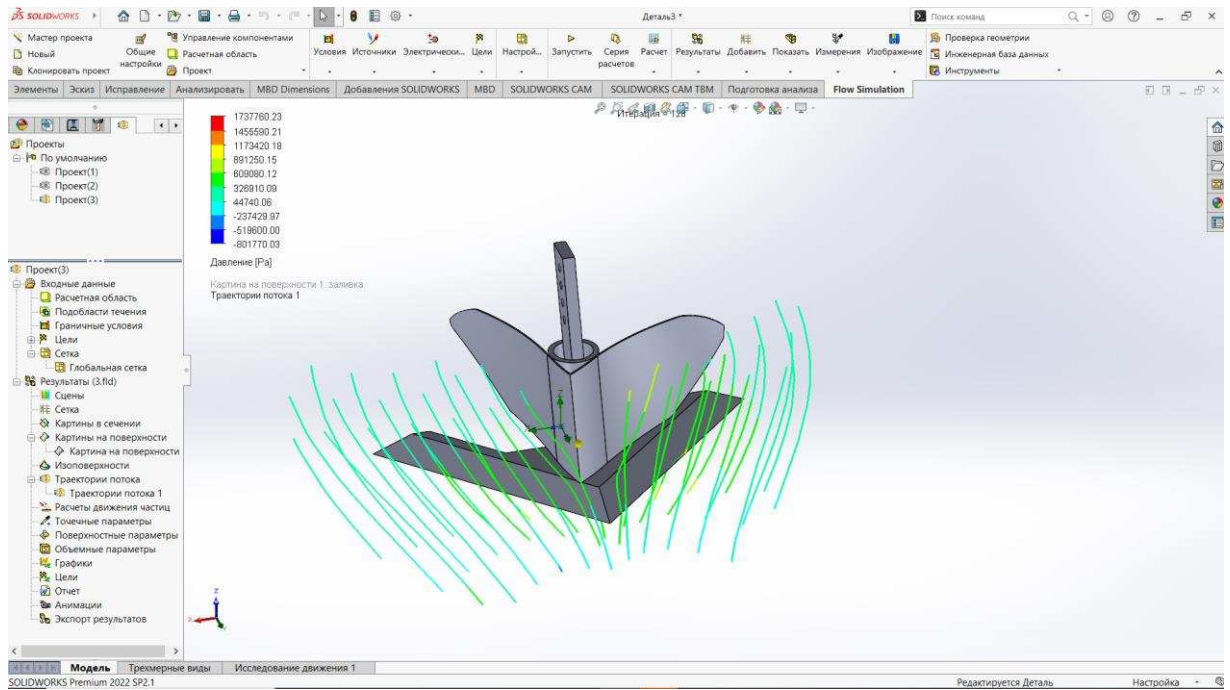 SOLIDWORKS
Деталь3 *
Поиск команд
Мастер проекта
Новый
Клонировать проект
Общие настройки
Управление компонентами
Расчетная область
Проект
Условия
Источники
Электрически...
Цели
Настрой...
Запустить
Серия расчетов
Расчет
Результаты
Добавить
Показать
Измерения
Изображение
Проверка геометрии
Инженерная база данных
Инструменты
Элементы
Эскиз
Исправление
Анализировать
MBD Dimensions
Добавления SOLIDWORKS
MBD
SOLIDWORKS CAM
SOLIDWORKS CAM TBM
Подготовка анализа
Flow Simulation
Итерация = 128
Проекты
По умолчанию
Проект(1)
Проект(2)
Проект(3)
1737760.23
1455590.21
1173420.18
891250.15
609080.12
326910.09
44740.06
-237429.97
-519600.00
-801770.03
Давление [Pa]
Картина на поверхности 1: заливка
Траектории потока 1
Проект(3)
Входные данные
Расчетная область
Подобласти течения
Граничные условия
Цели
Сетка
Глобальная сетка
Результаты (3.fld)
Сцены
Сетка
Картины в сечении
Картины на поверхности
Картина на поверхности
Изоповерхности
Траектории потока
Траектории потока 1
Расчеты движения частиц
Точечные параметры
Поверхностные параметры
Объемные параметры
Графики
Цели
Отчет
Анимации
Экспорт результатов
Модель
Трехмерные виды
Исследование движения 1
SOLIDWORKS Premium 2022 SP2.1
Редактируется Деталь
Настройка